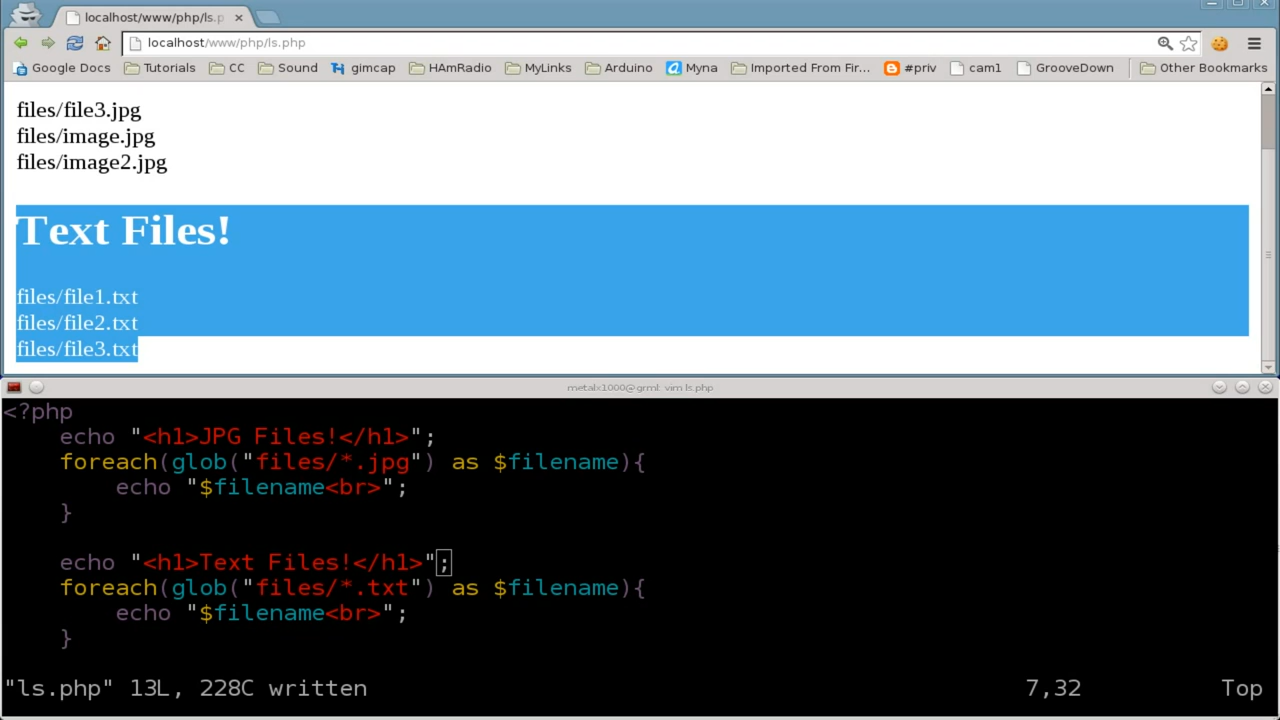 localhost/www/php/ls.p
localhost/www/php/ls.php
Google Docs Tutorials CC Sound gimcap HAmRadio MyLinks Arduino Myna Imported From Fir... #priv cam1 GrooveDown Other Bookmarks
files/file3.jpg
files/image.jpg
files/image2.jpg
Text Files!
files/file1.txt
files/file2.txt
files/file3.txt
metalx1000@grml: vim ls.php
<?php
echo "<h1>JPG Files!</h1>";
foreach(glob("files/*.jpg") as $filename){
echo "$filename<br>";
}
echo "<h1>Text Files!</h1>";
foreach(glob("files/*.txt") as $filename){
echo "$filename<br>";
}
"ls.php" 13L, 228C written 7,32 Top